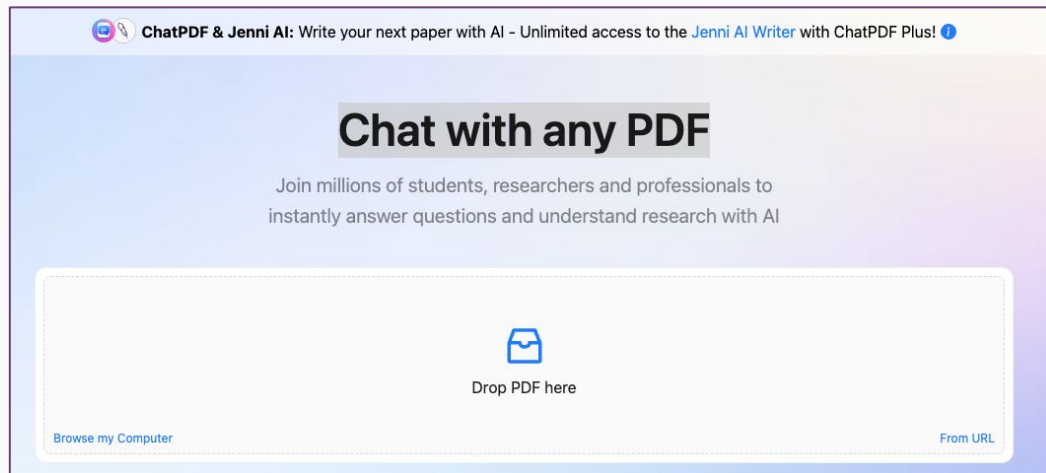 ChatPDF & Jenni AI: Write your next paper with AI - Unlimited access to the Jenni AI Writer with ChatPDF Plus!
Chat with any PDF
Join millions of students, researchers and professionals to
instantly answer questions and understand research with AI
Drop PDF here
Browse my Computer
From URL